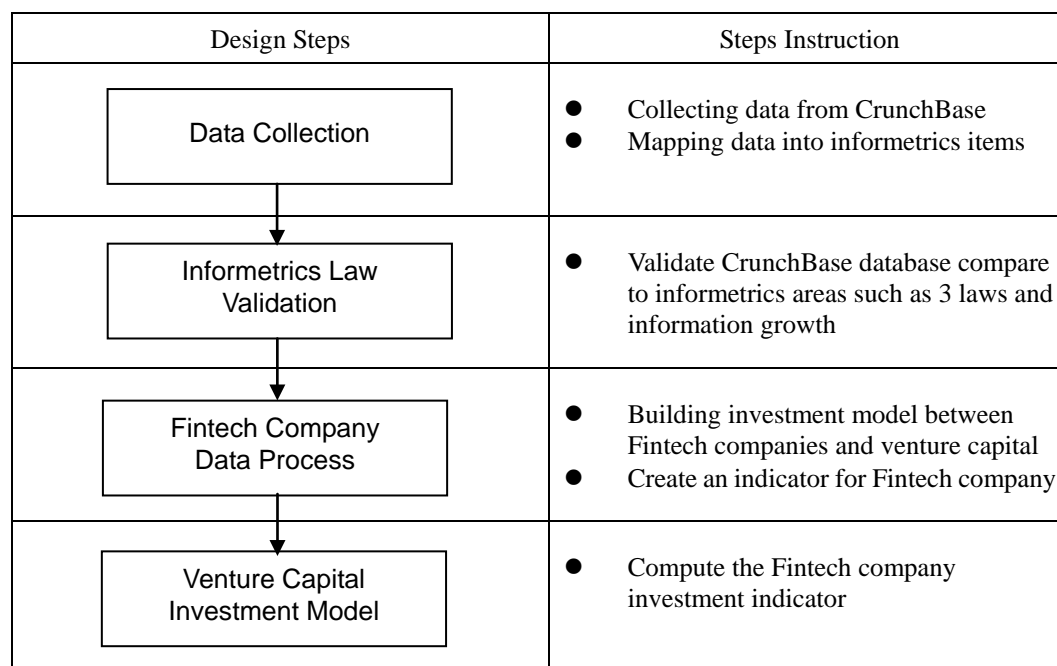 Design Steps
Steps Instruction
Data Collection
● Collecting data from CrunchBase
● Mapping data into informetrics items
Informetrics Law
Validation
● Validate CrunchBase database compare
to informetrics areas such as 3 laws and
information growth
Fintech Company
Data Process
● Building investment model between
Fintech companies and venture capital
● Create an indicator for Fintech company
Venture Capital
Investment Model
● Compute the Fintech company
investment indicator